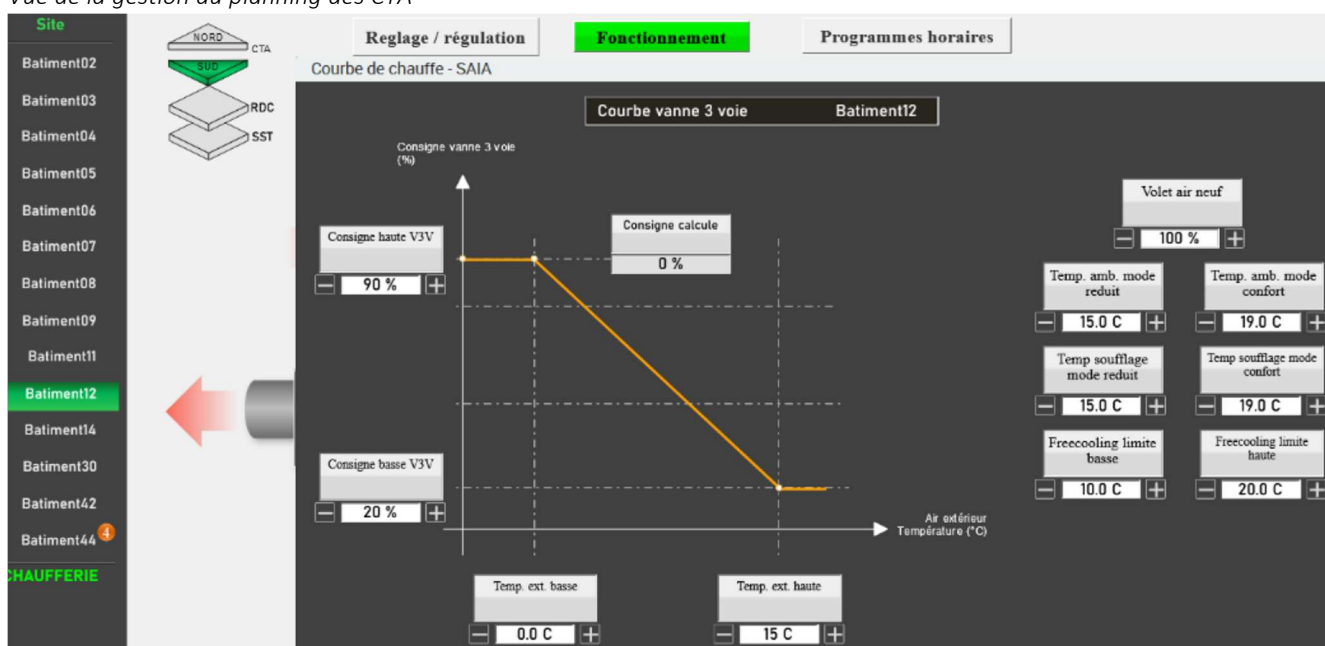 Vue de la gestion du planning des CTA
Site
Batiment02
Batiment03
Batiment04
Batiment05
Batiment06
Batiment07
Batiment08
Batiment09
Batiment11
Batiment12
Batiment14
Batiment30
Batiment42
Batiment44
4
CHAUFFERIE
NORD
CTA
SUD
RDC
SST
Reglage / régulation
Fonctionnement
Programmes horaires
Courbe de chauffe - SAIA
Courbe vanne 3 voie Batiment12
Consigne vanne 3 voie
(%)
Consigne haute V3V
90 %
Consigne calcule
0 %
Consigne basse V3V
20 %
Air extérieur
Température (°C)
Temp. ext. basse
0.0 C
Temp. ext. haute
15 C
Volet air neuf
100 %
Temp. amb. mode
reduit
15.0 C
Temp. amb. mode
confort
19.0 C
Temp soufflage
mode reduit
15.0 C
Temp soufflage mode
confort
19.0 C
Freecooling limite
basse
10.0 C
Freecooling limite
haute
20.0 C